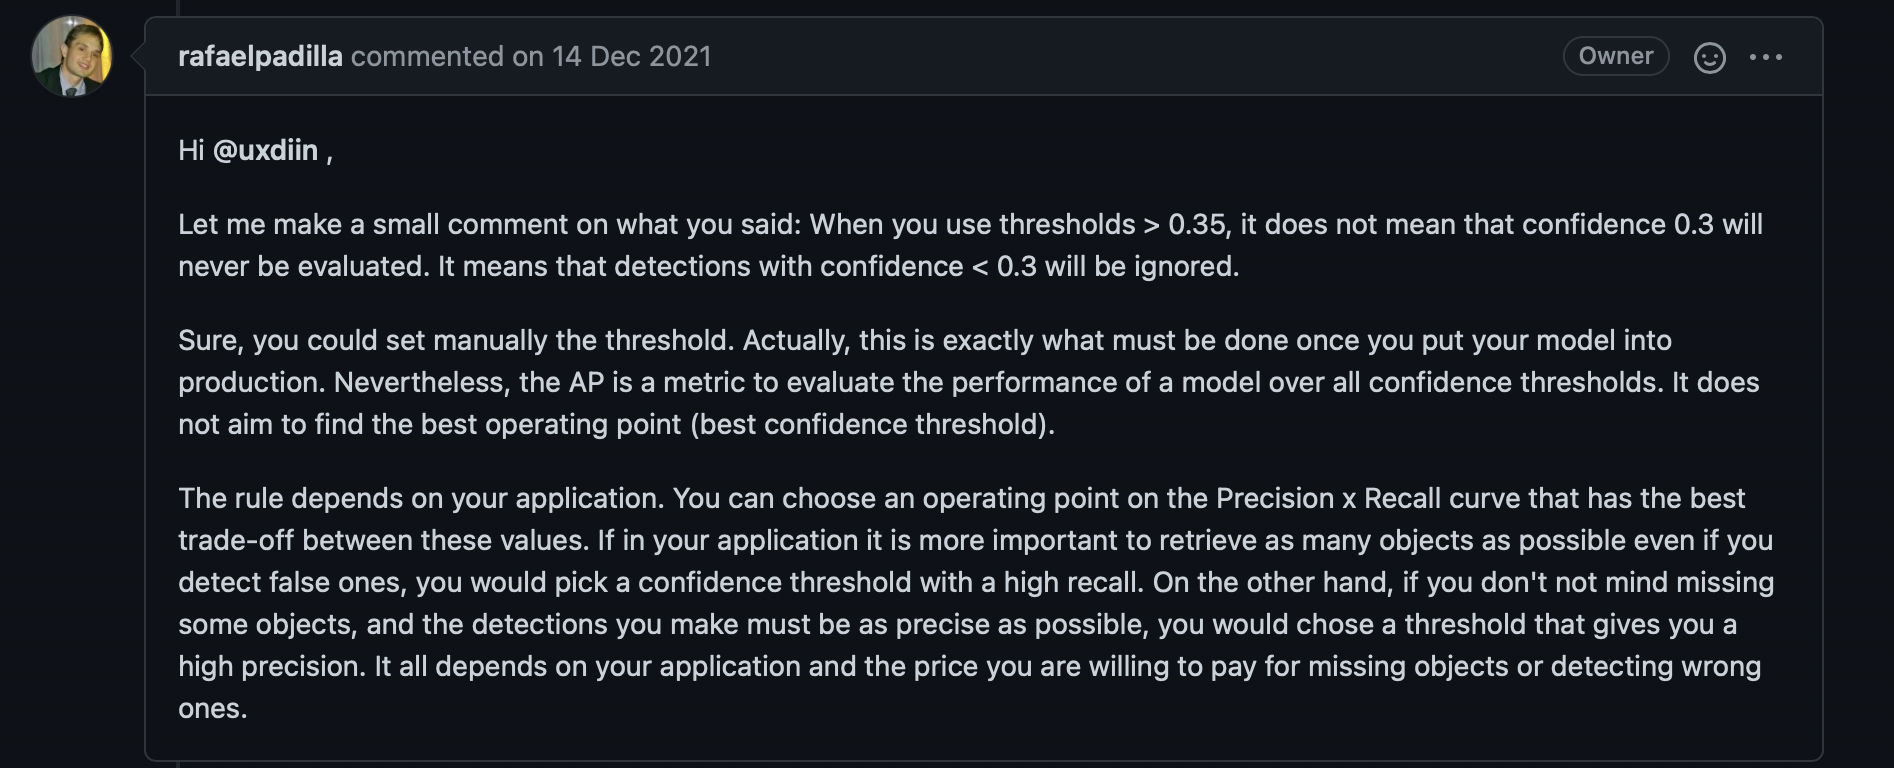 rafaelpadilla commented on 14 Dec 2021
Owner
Hi @uxdiin ,
Let me make a small comment on what you said: When you use thresholds > 0.35, it does not mean that confidence 0.3 will
never be evaluated. It means that detections with confidence < 0.3 will be ignored.
Sure, you could set manually the threshold. Actually, this is exactly what must be done once you put your model into
production. Nevertheless, the AP is a metric to evaluate the performance of a model over all confidence thresholds. It does
not aim to find the best operating point (best confidence threshold).
The rule depends on your application. You can choose an operating point on the Precision x Recall curve that has the best
trade-off between these values. If in your application it is more important to retrieve as many objects as possible even if you
detect false ones, you would pick a confidence threshold with a high recall. On the other hand, if you don't not mind missing
some objects, and the detections you make must be as precise as possible, you would chose a threshold that gives you a
high precision. It all depends on your application and the price you are willing to pay for missing objects or detecting wrong
ones.